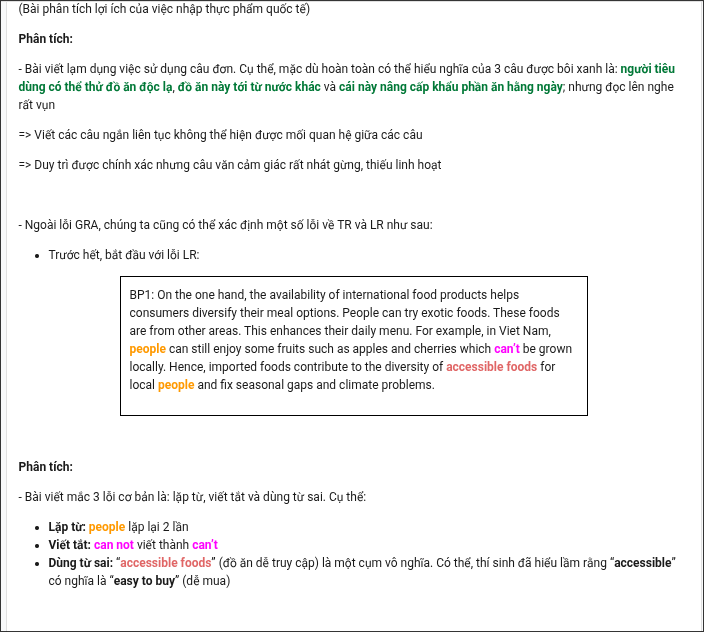 (Bài phân tích lợi ích của việc nhập thực phẩm quốc tế)
Phân tích:
- Bài viết lạm dụng việc sử dụng câu đơn. Cụ thể, mặc dù hoàn toàn có thể hiểu nghĩa của 3 câu được bôi xanh là: người tiêu
dùng có thể thử đồ ăn độc lạ, đồ ăn này tới từ nước khác và cái này nâng cấp khẩu phần ăn hằng ngày; nhưng đọc lên nghe
rất vụn
=> Viết các câu ngắn liên tục không thể hiện được mối quan hệ giữa các câu
=> Duy trì được chính xác nhưng câu văn cảm giác rất nhát gừng, thiếu linh hoạt
- Ngoài lỗi GRA, chúng ta cũng có thể xác định một số lỗi về TR và LR như sau:
• Trước hết, bắt đầu với lỗi LR:
BP1: On the one hand, the availability of international food products helps
consumers diversify their meal options. People can try exotic foods. These foods
are from other areas. This enhances their daily menu. For example, in Viet Nam,
people can still enjoy some fruits such as apples and cherries which can't be grown
locally. Hence, imported foods contribute to the diversity of accessible foods for
local people and fix seasonal gaps and climate problems.
Phân tích:
- Bài viết mắc 3 lỗi cơ bản là: lặp từ, viết tắt và dùng từ sai. Cụ thể:
• Lặp từ: people lặp lại 2 lần
• Viết tắt: can not viết thành can't
• Dùng từ sai: “accessible foods” (đồ ăn dễ truy cập) là một cụm vô nghĩa. Có thể, thí sinh đã hiểu lầm rằng “accessible”
có nghĩa là “easy to buy” (dễ mua)